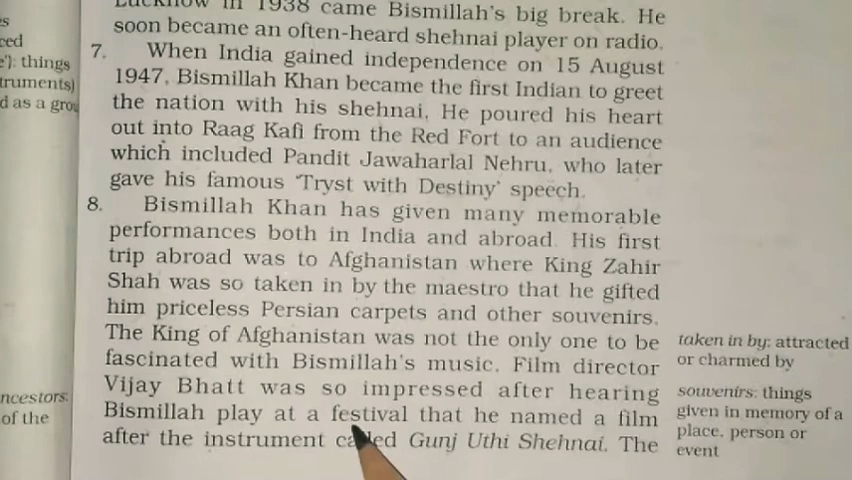 s
ced
e'): things
truments)
d as a grou
ncestors:
of the
Lucknow in 1938 came Bismillah's big break. He
soon became an often-heard shehnai player on radio.
7. When India gained independence on 15 August
1947, Bismillah Khan became the first Indian to greet
the nation with his shehnai. He poured his heart
out into Raag Kafi from the Red Fort to an audience
which included Pandit Jawaharlal Nehru, who later
gave his famous 'Tryst with Destiny' speech.
8. Bismillah Khan has given many memorable
performances both in India and abroad. His first
trip abroad was to Afghanistan where King Zahir
Shah was so taken in by the maestro that he gifted
him priceless Persian carpets and other souvenirs.
The King of Afghanistan was not the only one to be
fascinated with Bismillah's music. Film director
Vijay Bhatt was so impressed after hearing
Bismillah play at a festival that he named a film
after the instrument called Gunj Uthi Shehnai. The
taken in by: attracted
or charmed by
souvenirs: things
given in memory of a
place, person or
event